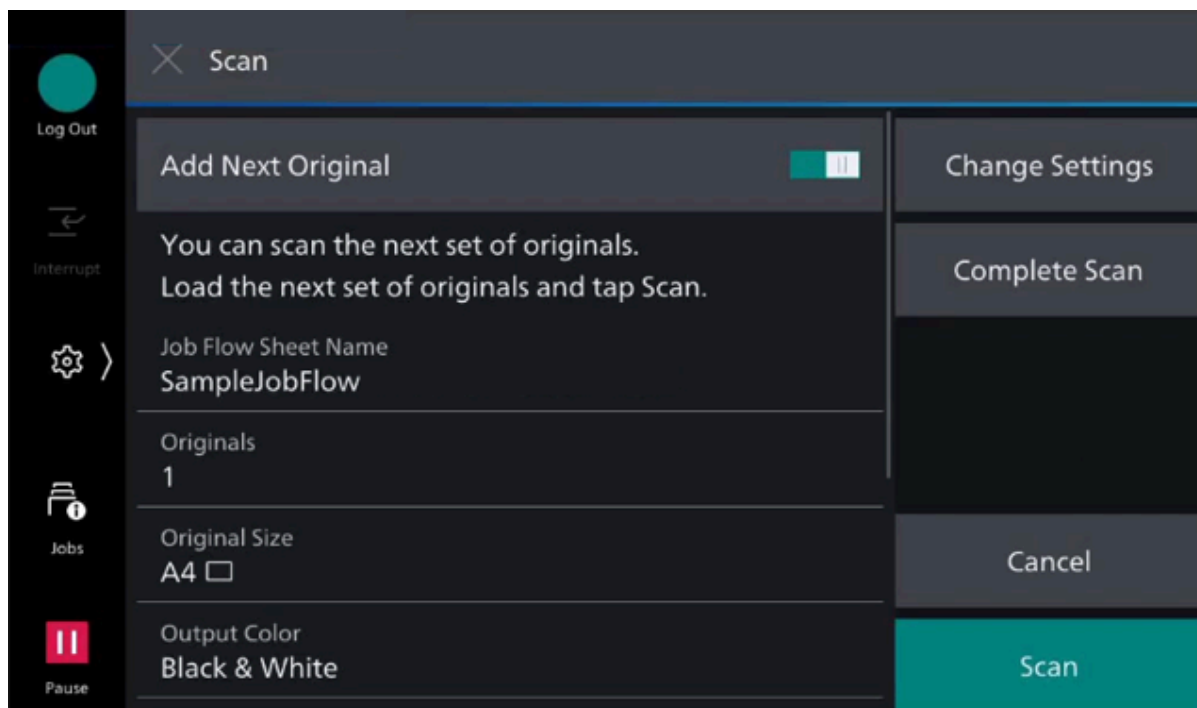 Scan
Log Out
Interrupt
Jobs
Pause
Add Next Original
You can scan the next set of originals.
Load the next set of originals and tap Scan.
Job Flow Sheet Name
SampleJobFlow
Originals
1
Original Size
A4
Output Color
Black & White
Change Settings
Complete Scan
Cancel
Scan